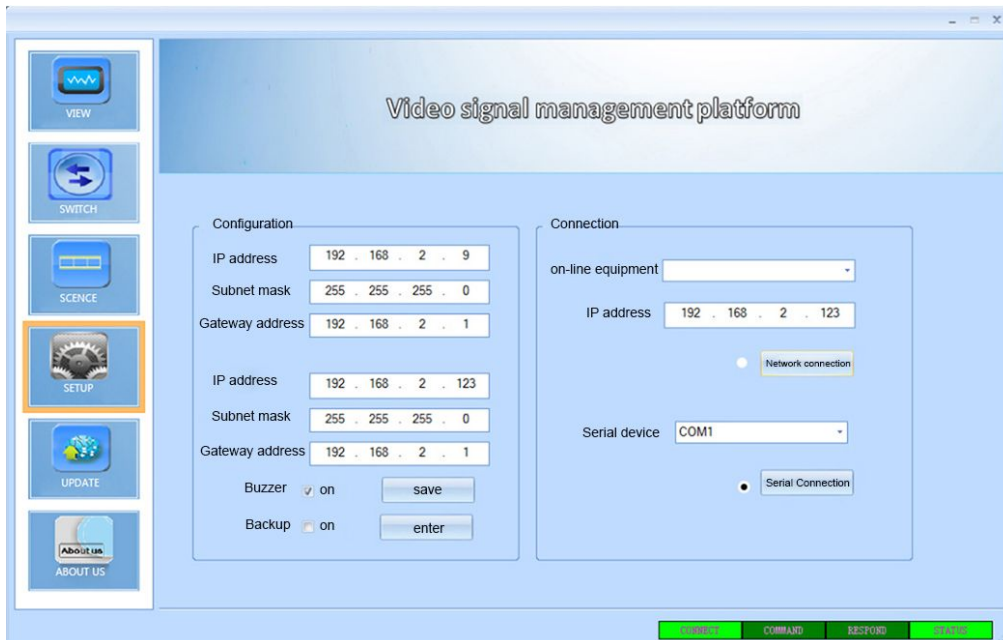 Video signal management platform
VIEW
SWITCH
SCENCE
SETUP
UPDATE
About us
ABOUT US
Configuration
IP address 192 . 168 . 2 . 9
Subnet mask 255 . 255 . 255 . 0
Gateway address 192 . 168 . 2 . 1
IP address 192 . 168 . 2 . 123
Subnet mask 255 . 255 . 255 . 0
Gateway address 192 . 168 . 2 . 1
Buzzer on save
Backup on enter
Connection
on-line equipment
IP address 192 . 168 . 2 . 123
Network connection
Serial device COM1
Serial Connection
CONNECT COMMAND RESPOND STATUS